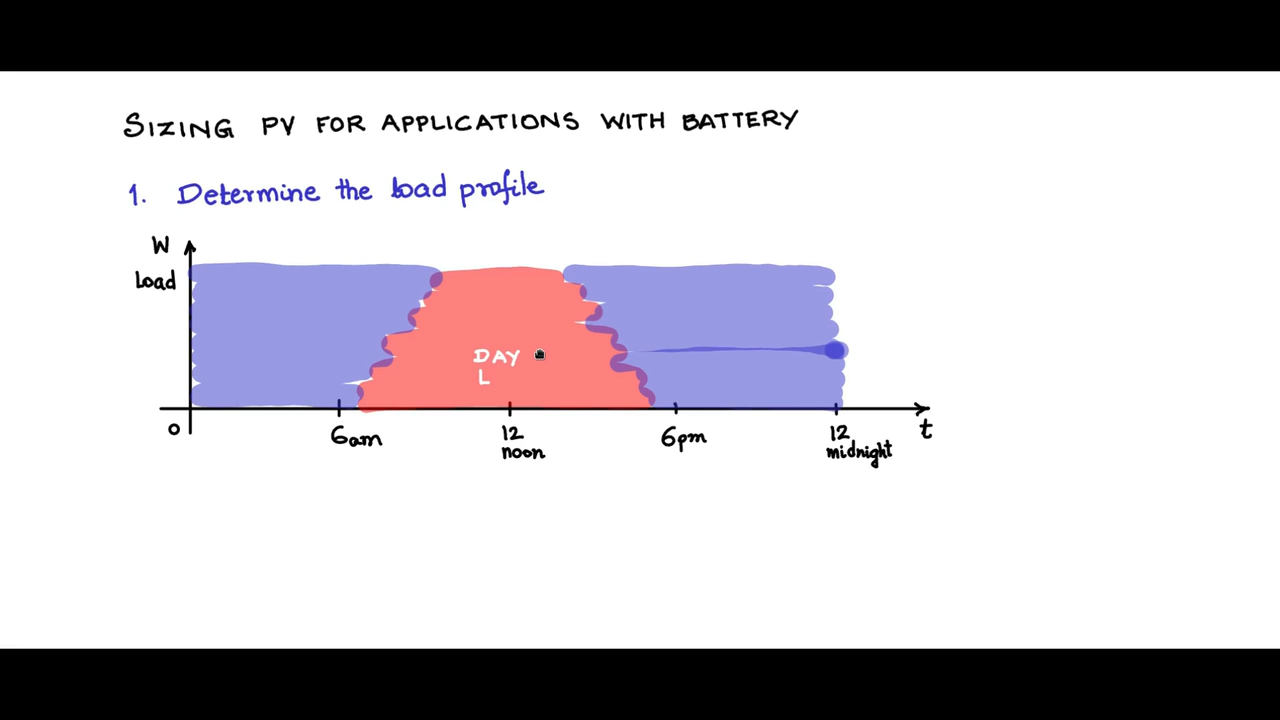 SIZING PV FOR APPLICATIONS WITH BATTERY
1. Determine the load profile
W
Load
DAY
L
0 6am 12 noon 6pm 12 midnight t